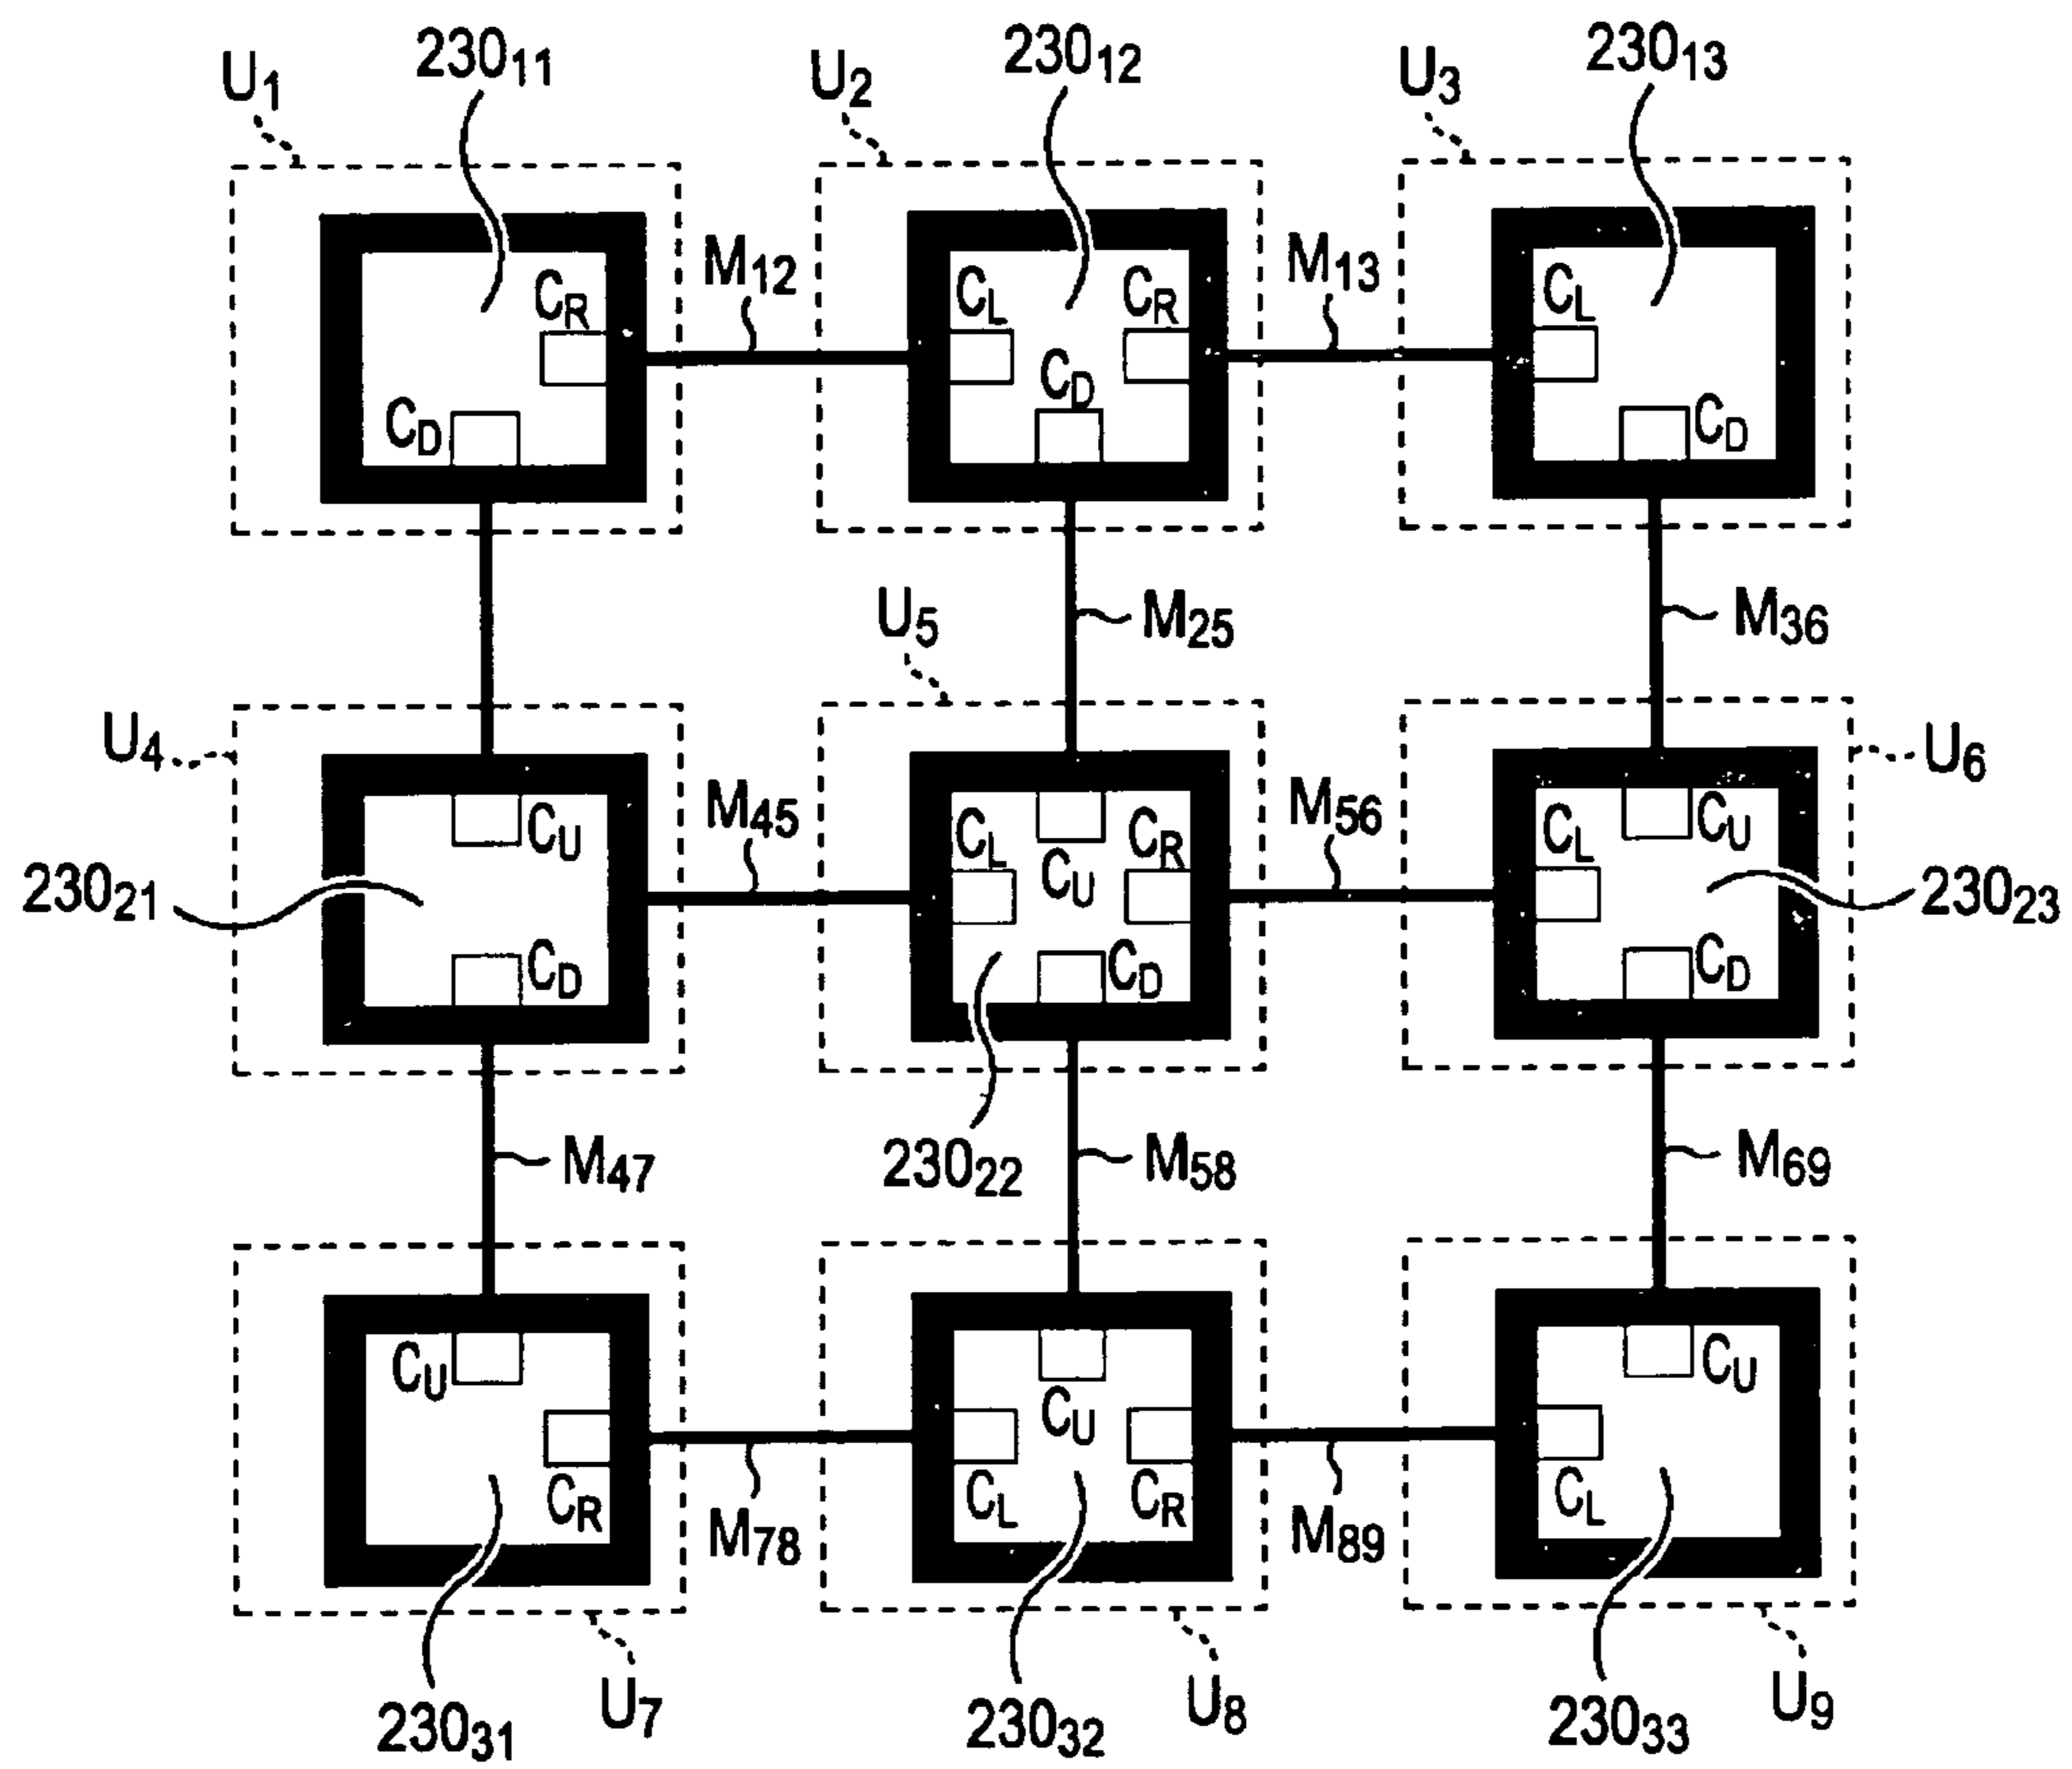 U1 23011 U2 23012 U3 23013
CR M12 CL CR M13 CL
CD CD CD
U5 M25 M36
U4 CU M45 CL CU CR M56 CL CU U6
23021 23023
CD CD CD
M47 23022 M58 M69
CU CU CU
CR M78 CL CR M89 CL
23031 U7 23032 U8 23033 U9